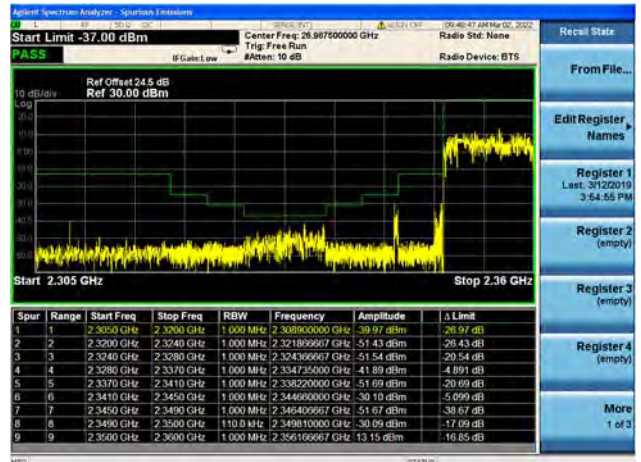 Agilent Spectrum Analyzer - Spurious Emissions
09:40:47 AM Mar 02, 2022
Start Limit -37.00 dBm
Center Freq: 26.987500000 GHz
Radio Std: None
Recall State
PASS
Trig: Free Run
IFGain:Low
#Atten: 10 dB
Radio Device: BTS
From File...
Ref Offset 24.5 dB
10 dB/div
Ref 30.00 dBm
Log
Edit Register
Names
Register 1
Last: 3/12/2019
3:54:55 PM
Register 2
(empty)
Start 2.305 GHz
Stop 2.36 GHz
Register 3
(empty)
Spur Range Start Freq Stop Freq RBW Frequency Amplitude Δ Limit
1 1 2.3050 GHz 2.3200 GHz 1.000 MHz 2.308900000 GHz -39.97 dBm -26.97 dB
2 2 2.3200 GHz 2.3240 GHz 1.000 MHz 2.321866667 GHz -51.43 dBm -26.43 dB
3 3 2.3240 GHz 2.3280 GHz 1.000 MHz 2.324366667 GHz -51.54 dBm -20.54 dB
4 4 2.3280 GHz 2.3370 GHz 1.000 MHz 2.334735000 GHz -41.89 dBm -4.891 dB
5 5 2.3370 GHz 2.3410 GHz 1.000 MHz 2.338220000 GHz -51.69 dBm -20.69 dB
6 6 2.3410 GHz 2.3450 GHz 1.000 MHz 2.344660000 GHz -30.10 dBm -5.099 dB
7 7 2.3450 GHz 2.3490 GHz 1.000 MHz 2.346406667 GHz -51.67 dBm -38.67 dB
8 8 2.3490 GHz 2.3500 GHz 110.0 kHz 2.349810000 GHz -30.09 dBm -17.09 dB
9 9 2.3500 GHz 2.3600 GHz 1.000 MHz 2.356166667 GHz 13.15 dBm -16.85 dB
Register 4
(empty)
More
1 of 3